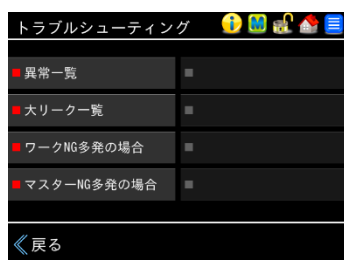 トラブルシューティング
異常一覧
大リーク一覧
ワークNG多発の場合
マスターNG多発の場合
戻る